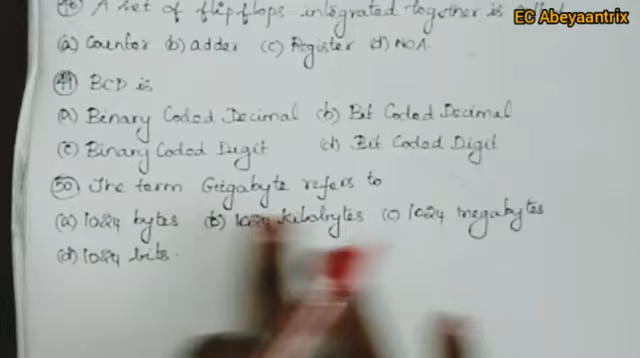 EC Abeyaantrix
A set of flipflops integrated together is called
(a) Counter (b) adder (c) Register (d) NOA.
49 BCD is
(a) Binary Coded Decimal (b) Bit Coded Decimal
(c) Binary Coded Digit (d) Bit Coded Digit
50 The term Gigabyte refers to
(a) 1024 bytes (b) 1024 kilobytes (c) 1024 megabytes
(d) 1024 bits.